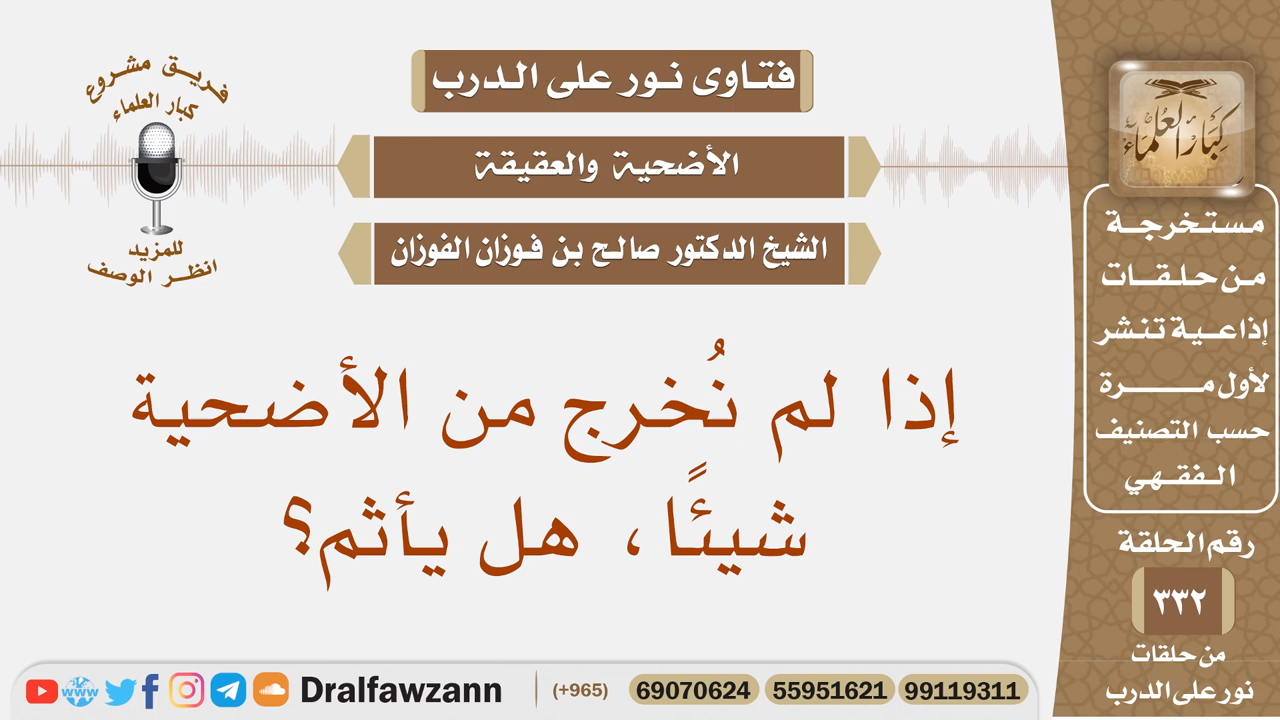 فتاوى نور على الدرب
الأضحية والعقيقة
الشيخ الدكتور صالح بن فوزان الفوزان
إذا لم نُخرج من الأضحية
شيئًا، هل يأثم؟
فريق مشروع
كبار العلماء
للمزيد
انظر الوصف
كبار العلماء
مستخرجة
من حلقات
إذاعية تنشر
لأول مرة
حسب التصنيف
الفقهي
رقم الحلقة
٣٣٢
من حلقات
نور على الدرب
www Dralfawzann (+965) 69070624 55951621 99119311